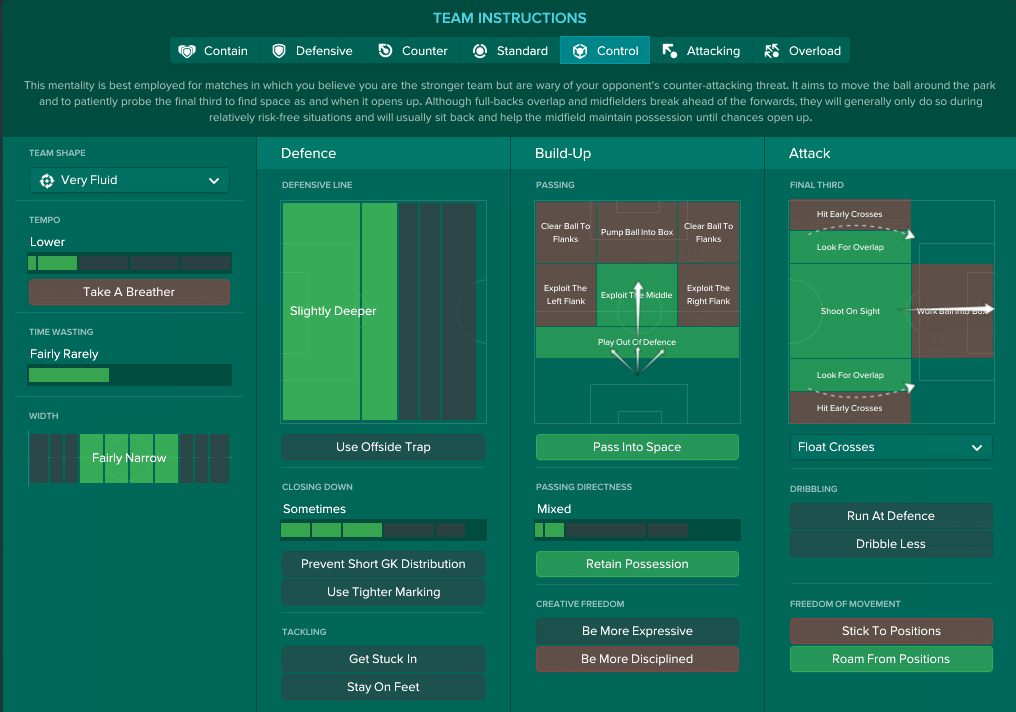 TEAM INSTRUCTIONS
Contain
Defensive
Counter
Standard
Control
Attacking
Overload
This mentality is best employed for matches in which you believe you are the stronger team but are wary of your opponent's counter-attacking threat. It aims to move the ball around the park
and to patiently probe the final third to find space as and when it opens up. Although full-backs overlap and midfielders break ahead of the forwards, they will generally only do so during
relatively risk-free situations and will usually sit back and help the midfield maintain possession until chances open up.
TEAM SHAPE
Very Fluid
TEMPO
Lower
Take A Breather
TIME WASTING
Fairly Rarely
WIDTH
Fairly Narrow
Defence
DEFENSIVE LINE
Slightly Deeper
Use Offside Trap
CLOSING DOWN
Sometimes
Prevent Short GK Distribution
Use Tighter Marking
TACKLING
Get Stuck In
Stay On Feet
Build-Up
PASSING
Clear Ball To
Flanks
Pump Ball Into Box
Clear Ball To
Flanks
Exploit The
Left Flank
Exploit The Middle
Exploit The
Right Flank
Play Out Of Defence
Pass Into Space
PASSING DIRECTNESS
Mixed
Retain Possession
CREATIVE FREEDOM
Be More Expressive
Be More Disciplined
Attack
FINAL THIRD
Hit Early Crosses
Look For Overlap
Shoot On Sight
Work Ball Into Box
Look For Overlap
Hit Early Crosses
Float Crosses
DRIBBLING
Run At Defence
Dribble Less
FREEDOM OF MOVEMENT
Stick To Positions
Roam From Positions